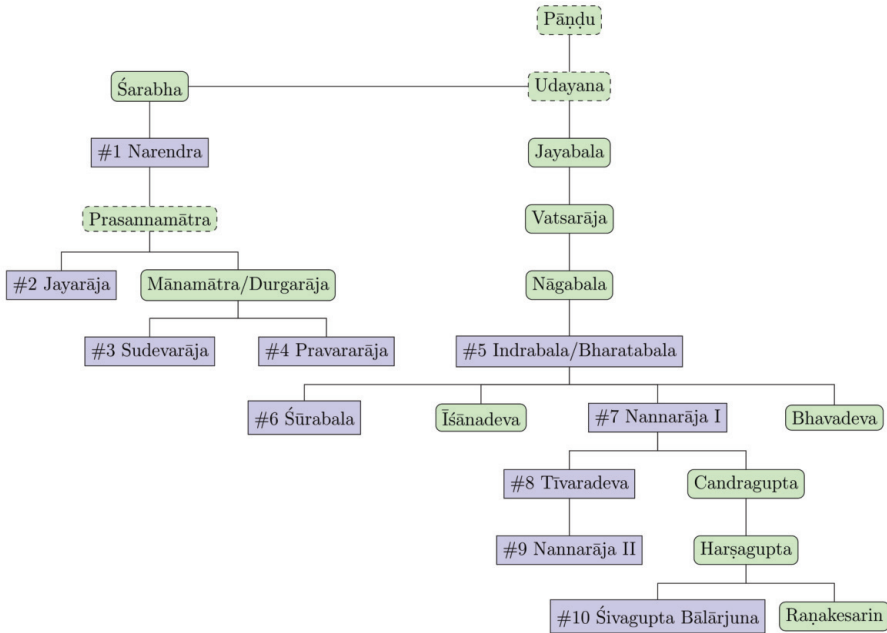 Pāṇḍu
Śarabha
Udayana
#1 Narendra
Jayabala
Prasannamātra
Vatsarāja
#2 Jayarāja
Mānamātra/Durgarāja
Nāgabala
#3 Sudevarāja
#4 Pravararāja
#5 Indrabala/Bharatabala
#6 Śūrabala
Īśānadeva
#7 Nannarāja I
Bhavadeva
#8 Tīvaradeva
Candragupta
#9 Nannarāja II
Harṣagupta
#10 Śivagupta Bālārjuna
Raṇakesarin